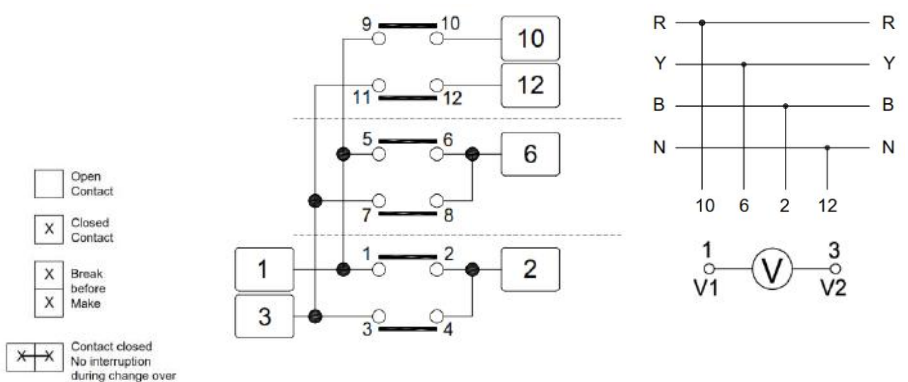 9 10
10
11 12
12
5 6
6
7 8
1
1 2
2
3
3 4
R R
Y Y
B B
N N
10 6 2 12
1 3
V
V1 V2
Open
Contact
X
Closed
Contact
X
X
Break
before
Make
X X
Contact closed
No interruption
during change over